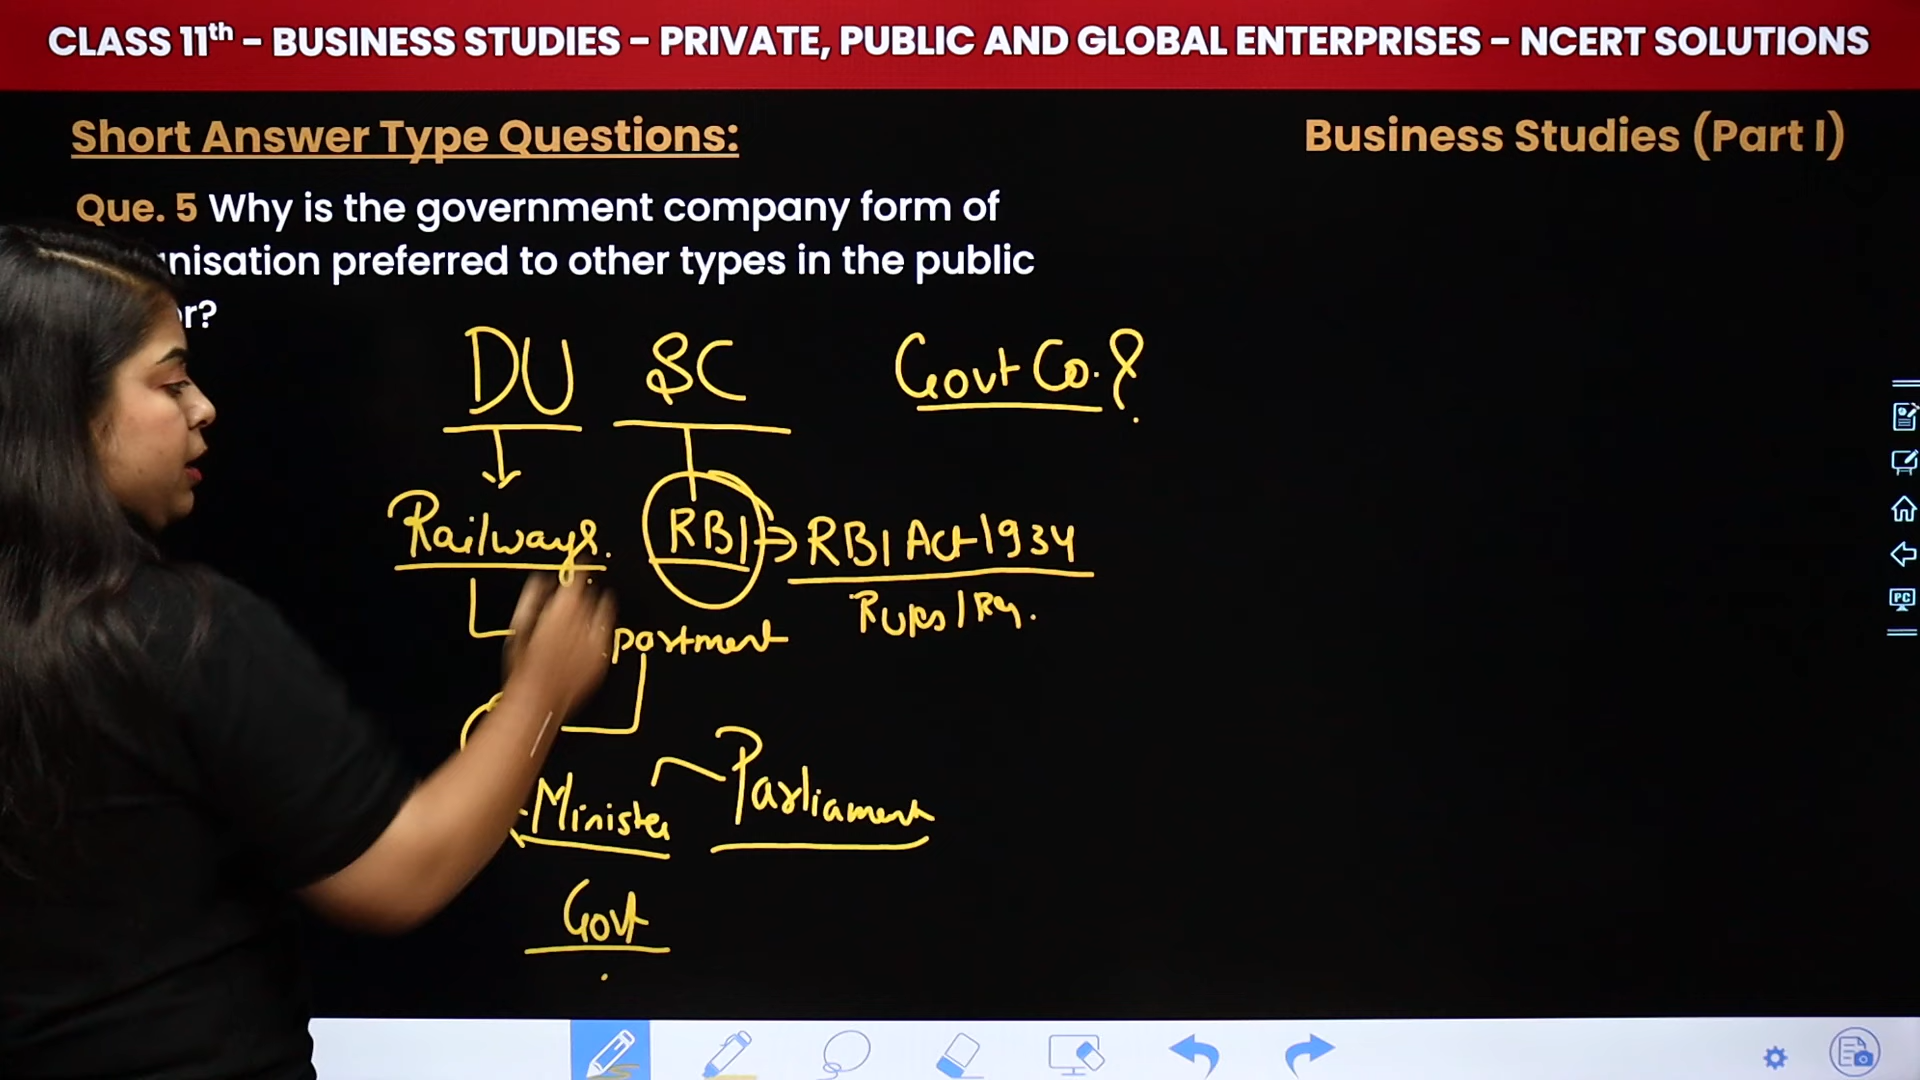 CLASS 11th - BUSINESS STUDIES - PRIVATE, PUBLIC AND GLOBAL ENTERPRISES - NCERT SOLUTIONS
Short Answer Type Questions:
Business Studies (Part I)
Que. 5 Why is the government company form of
nisation preferred to other types in the public
r?
DU SC Govt Co. ?
Railways. RBI → RBI Act 1934
partment
Minister Parliament
Govt
PC